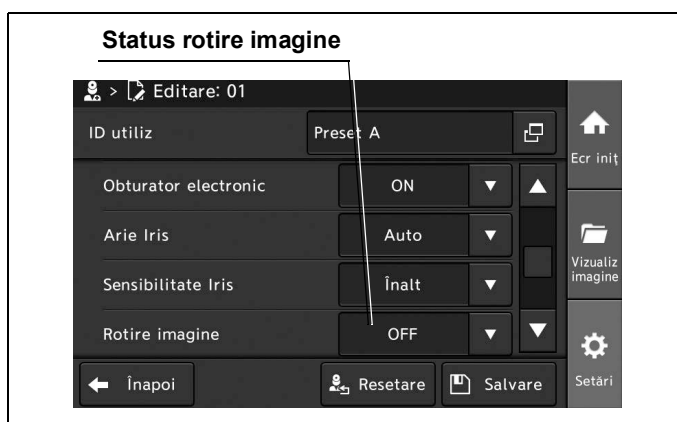 Status rotire imagine
> Editare: 01
ID utiliz Preset A
Ecr iniț
Obturator electronic ON
Arie Iris Auto
Vizualiz
imagine
Sensibilitate Iris Înalt
Rotire imagine OFF
Înapoi Resetare Salvare Setări